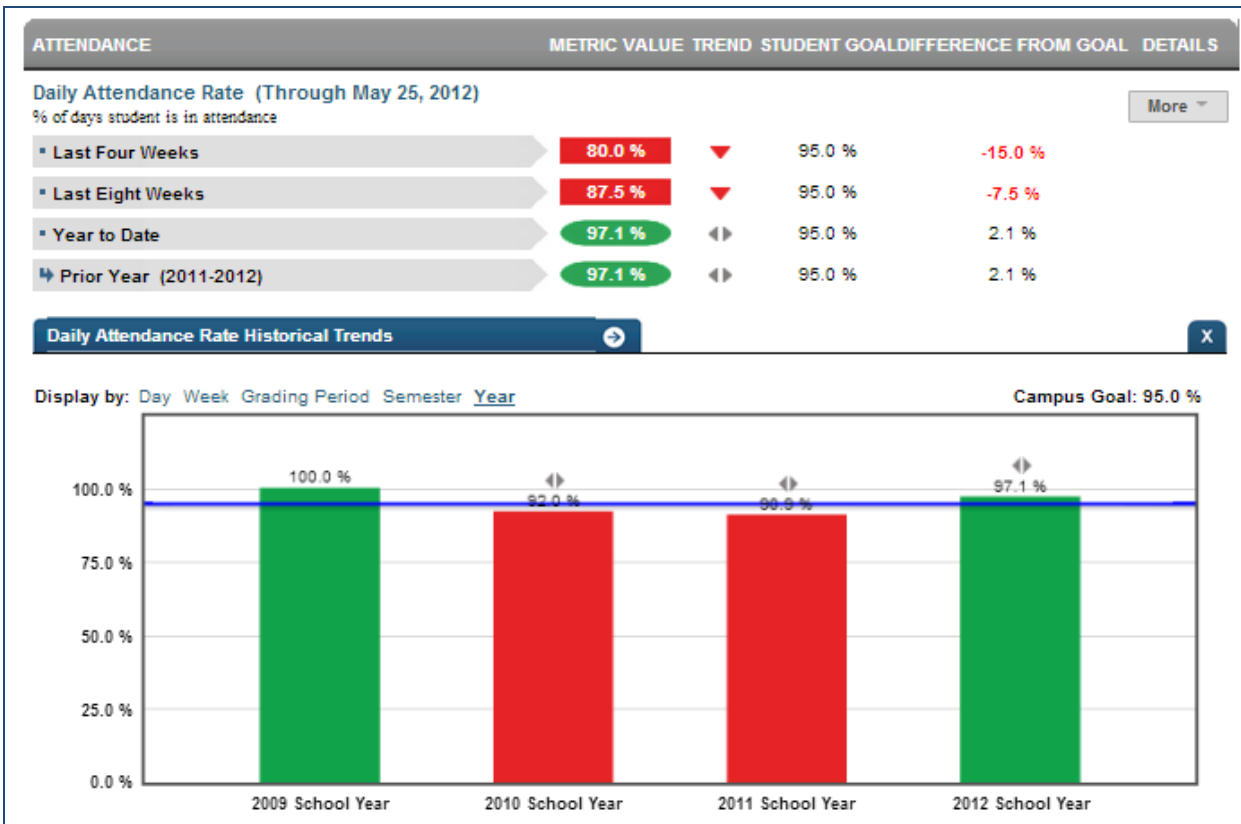 ATTENDANCE METRIC VALUE TREND STUDENT GOALDIFFERENCE FROM GOAL DETAILS
Daily Attendance Rate (Through May 25, 2012)
% of days student is in attendance
More
Last Four Weeks 80.0 % 95.0 % -15.0 %
Last Eight Weeks 87.5 % 95.0 % -7.5 %
Year to Date 97.1 % 95.0 % 2.1 %
Prior Year (2011-2012) 97.1 % 95.0 % 2.1 %
Daily Attendance Rate Historical Trends X
Display by: Day Week Grading Period Semester Year Campus Goal: 95.0 %
100.0 % 92.0 % 90.9 % 97.1 %
100.0 %
75.0 %
50.0 %
25.0 %
0.0 %
2009 School Year 2010 School Year 2011 School Year 2012 School Year